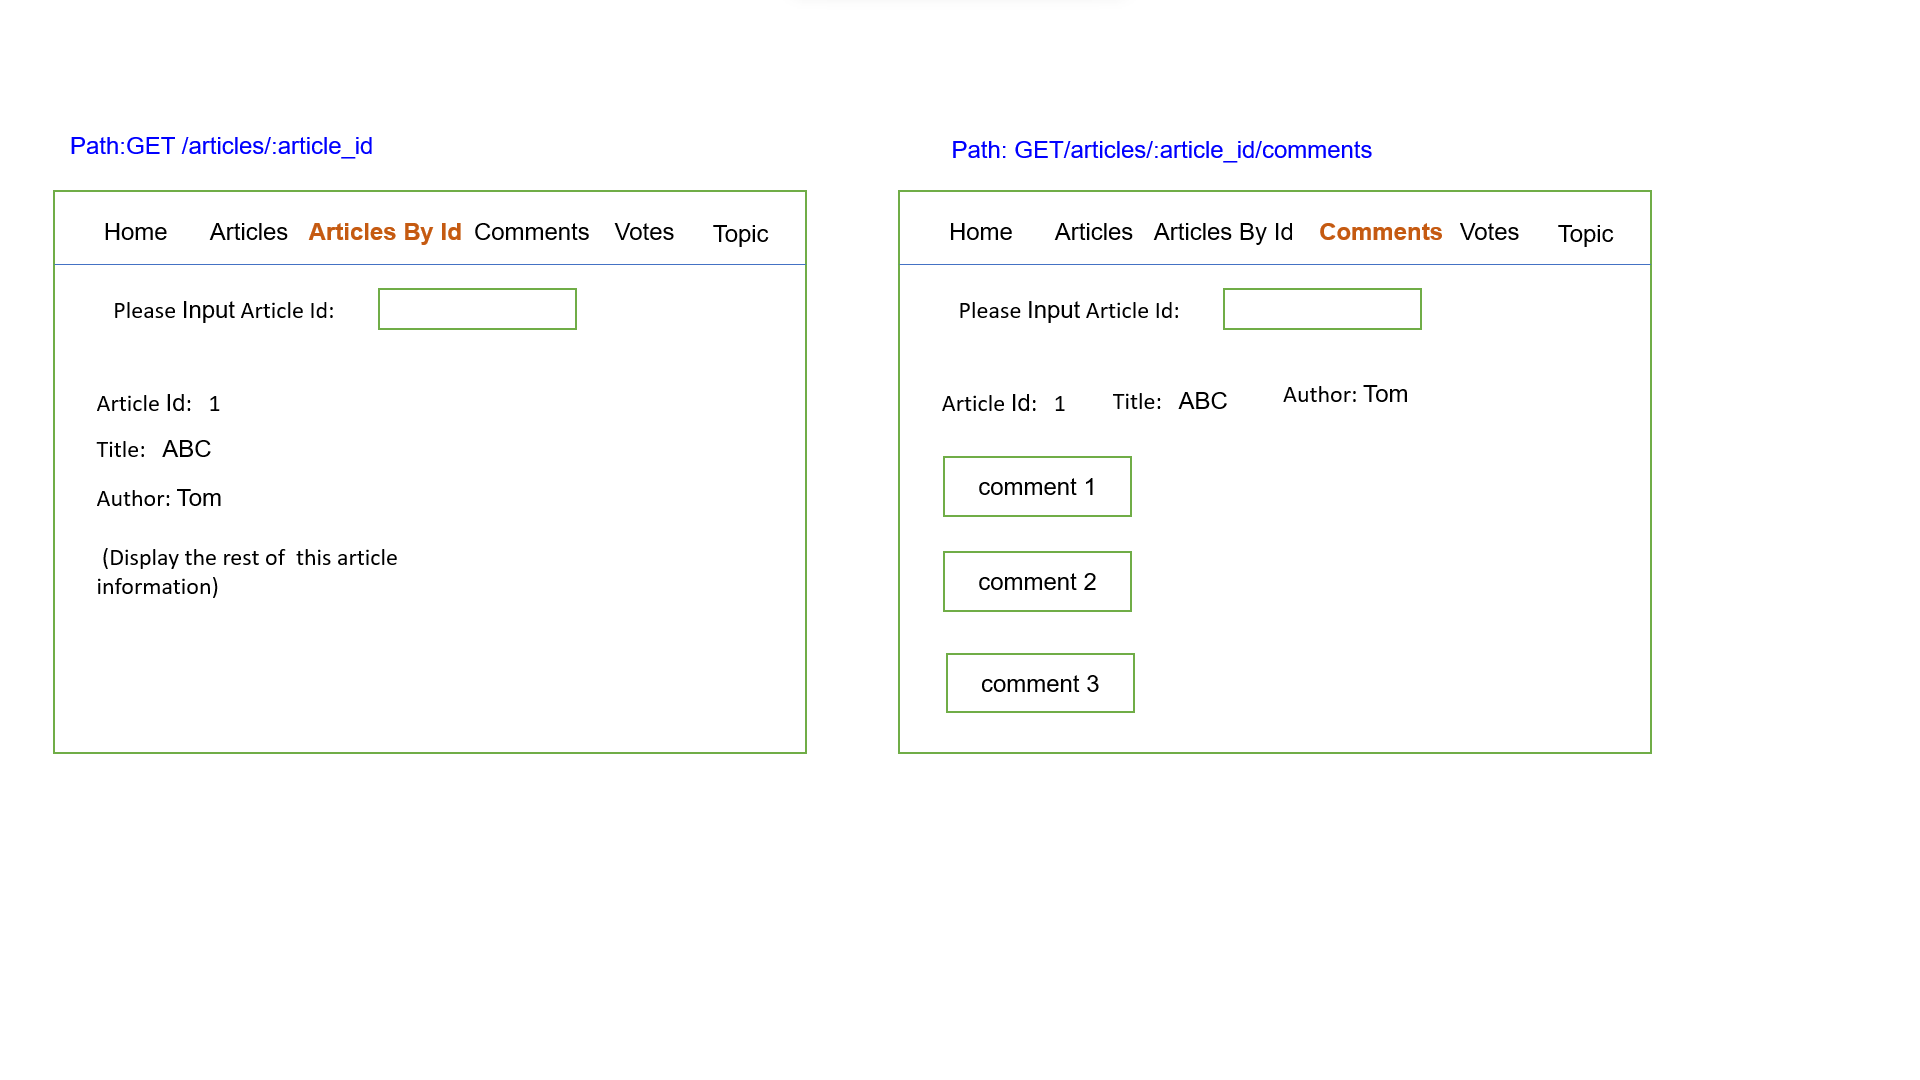 Path:GET /articles/:article_id
Home Articles Articles By Id Comments Votes Topic
Please Input Article Id:
Article Id: 1
Title: ABC
Author: Tom
(Display the rest of this article
information)
Path: GET/articles/:article_id/comments
Home Articles Articles By Id Comments Votes Topic
Please Input Article Id:
Article Id: 1 Title: ABC Author: Tom
comment 1
comment 2
comment 3